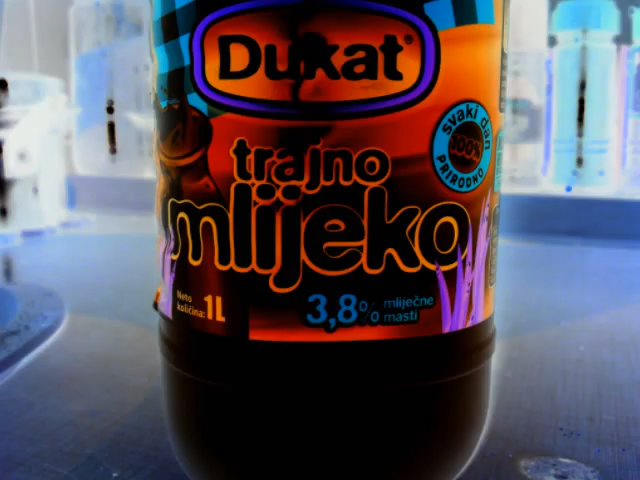 Dukat®
svaki dan
100%
PRIRODNO
trajno
mlijeko
Neto
količina: 1L
3,8% mliječne
masti